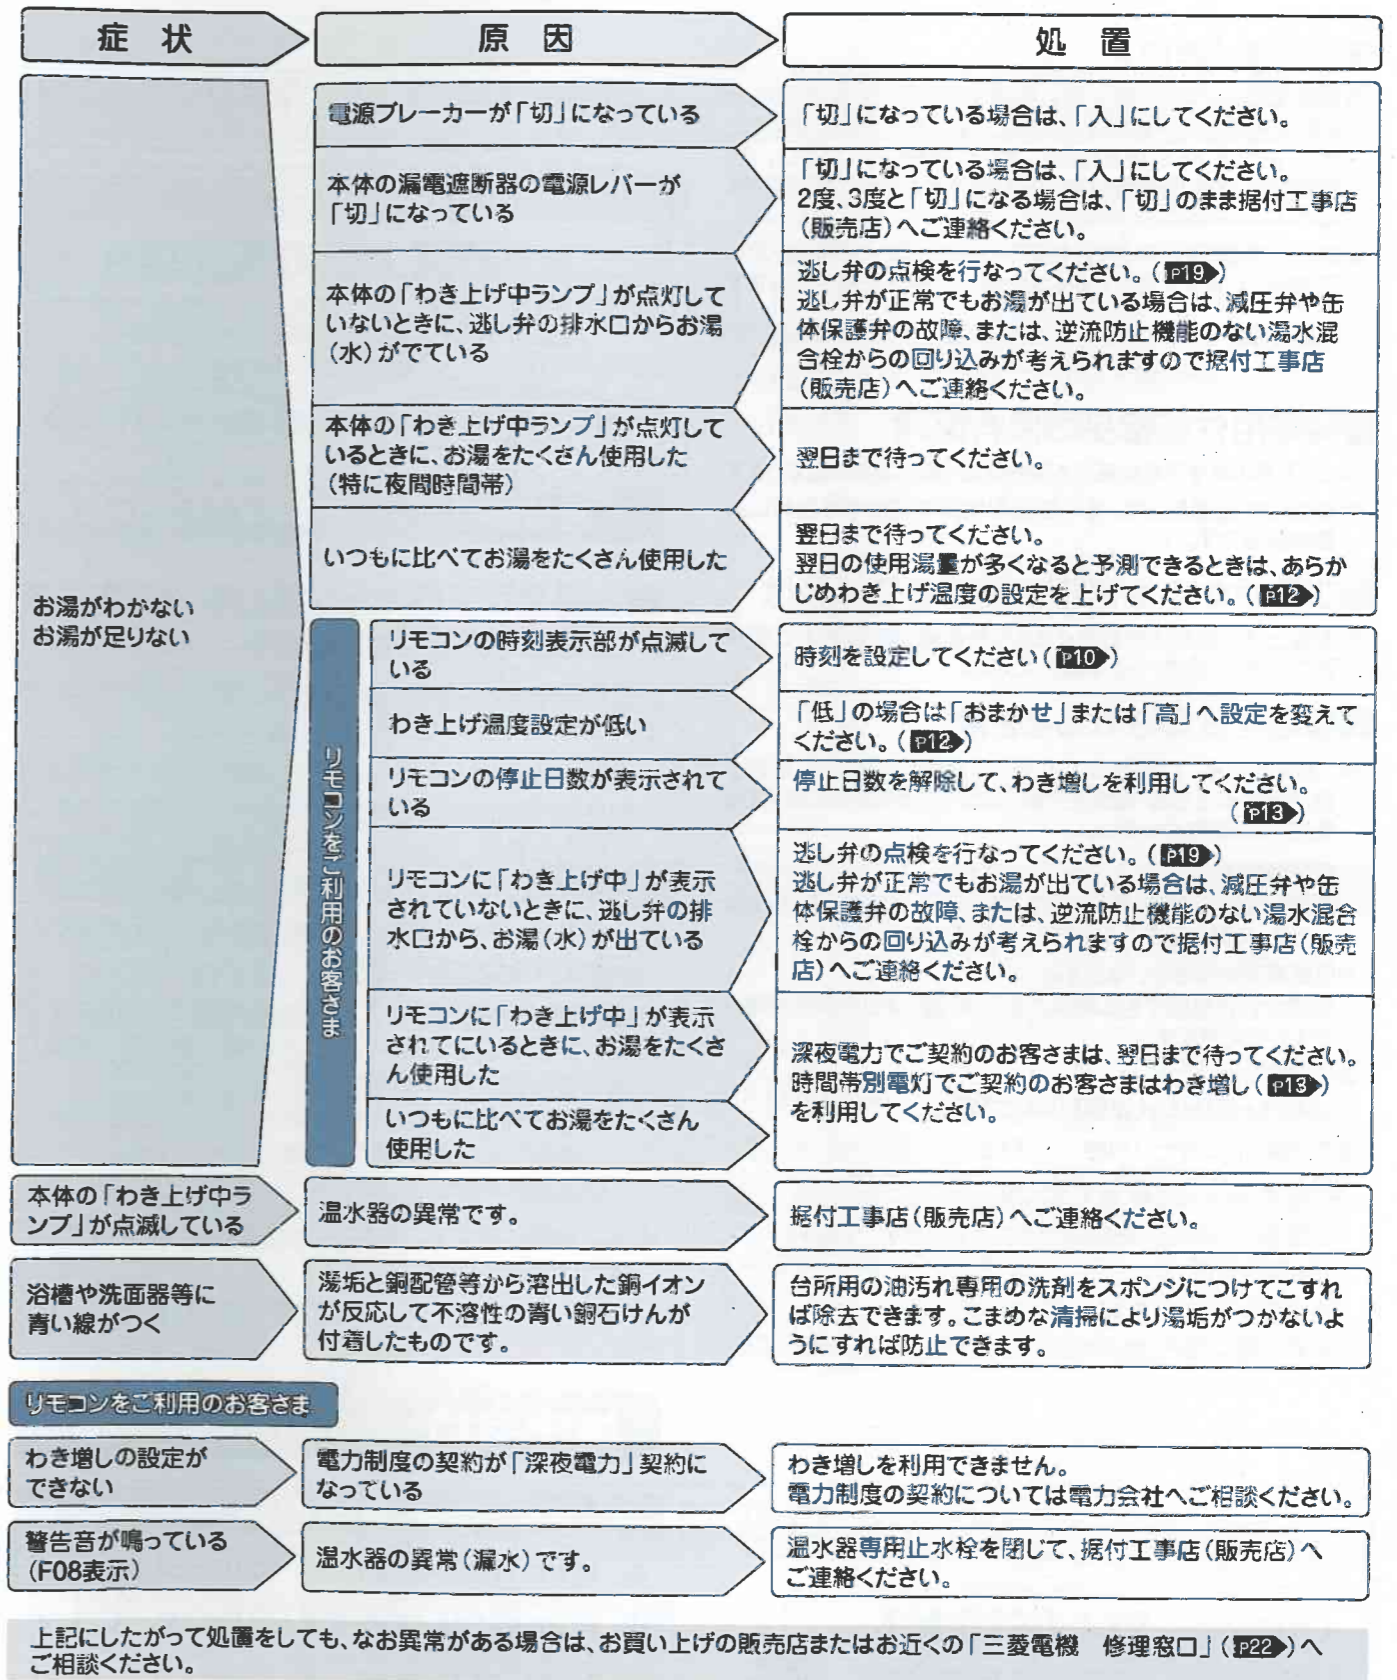 症 状
原 因
処 置
お湯がわかない
お湯が足りない
電源ブレーカーが「切」になっている
「切」になっている場合は、「入」にしてください。
本体の漏電遮断器の電源レバーが
「切」になっている
「切」になっている場合は、「入」にしてください。
2度、3度と「切」になる場合は、「切」のまま据付工事店
(販売店)へご連絡ください。
本体の「わき上げ中ランプ」が点灯して
いないときに、逃し弁の排水口からお湯
(水)がでている
逃し弁の点検を行なってください。(P19)
逃し弁が正常でもお湯が出ている場合は、減圧弁や缶
体保護弁の故障、または、逆流防止機能のない湯水混
合栓からの回り込みが考えられますので据付工事店
(販売店)へご連絡ください。
本体の「わき上げ中ランプ」が点灯して
いるときに、お湯をたくさん使用した
(特に夜間時間帯)
翌日まで待ってください。
いつもに比べてお湯をたくさん使用した
翌日まで待ってください。
翌日の使用湯量が多くなると予測できるときは、あらか
じめわき上げ温度の設定を上げてください。(P12)
リモコンをご利用のお客さま
リモコンの時刻表示部が点滅して
いる
時刻を設定してください(P10)
わき上げ温度設定が低い
「低」の場合は「おまかせ」または「高」へ設定を変えて
ください。(P12)
リモコンの停止日数が表示されて
いる
停止日数を解除して、わき増しを利用してください。
(P13)
リモコンに「わき上げ中」が表示
されていないときに、逃し弁の排
水口から、お湯(水)が出ている
逃し弁の点検を行なってください。(P19)
逃し弁が正常でもお湯が出ている場合は、減圧弁や缶
体保護弁の故障、または、逆流防止機能のない湯水混合
栓からの回り込みが考えられますので据付工事店(販売
店)へご連絡ください。
リモコンに「わき上げ中」が表示
されてにいるときに、お湯をたくさ
ん使用した
いつもに比べてお湯をたくさん
使用した
深夜電力でご契約のお客さまは、翌日まで待ってください。
時間帯別電灯でご契約のお客さまはわき増し(P13)
を利用してください。
本体の「わき上げ中ラ
ンプ」が点滅している
温水器の異常です。
据付工事店(販売店)へご連絡ください。
浴槽や洗面器等に
青い線がつく
湯垢と銅配管等から溶出した銅イオン
が反応して不溶性の青い銅石けんが
付着したものです。
台所用の油汚れ専用の洗剤をスポンジにつけてこすれ
ば除去できます。こまめな清掃により湯垢がつかないよ
うにすれば防止できます。
リモコンをご利用のお客さま
わき増しの設定が
できない
電力制度の契約が「深夜電力」契約に
なっている
わき増しを利用できません。
電力制度の契約については電力会社へご相談ください。
警告音が鳴っている
(F08表示)
温水器の異常(漏水)です。
温水器専用止水栓を閉じて、据付工事店(販売店)へ
ご連絡ください。
上記にしたがって処置をしても、なお異常がある場合は、お買い上げの販売店またはお近くの「三菱電機 修理窓口」(P22)へ
ご相談ください。